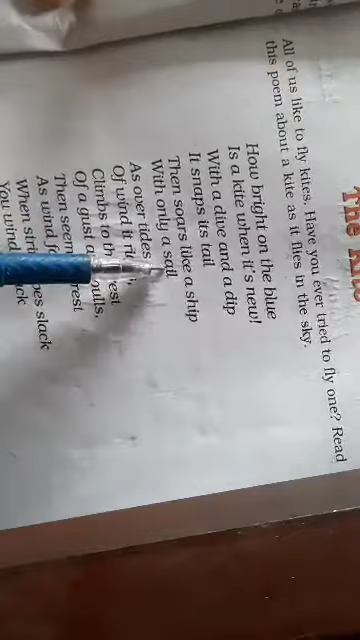 The Kite
All of us like to fly kites. Have you ever tried to fly one? Read
this poem about a kite as it flies in the sky.
How bright on the blue
Is a kite when it's new!
With a dive and a dip
It snaps its tail
Then soars like a ship
With only a sail
As over tides
Of wind it
Climbs to
Of a gust pulls,
Then seem rest
As wind
When slack
You wind